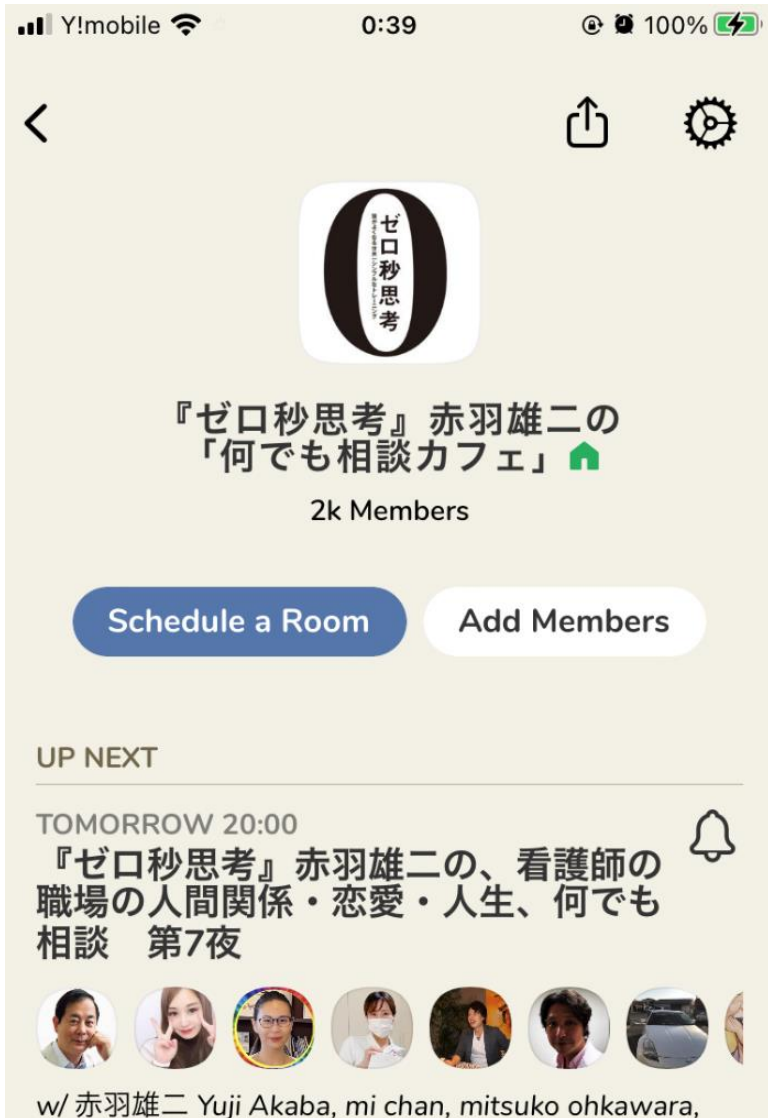 Y!mobile 0:39 100%
ゼロ秒思考
『ゼロ秒思考』赤羽雄二の
「何でも相談カフェ」
2k Members
Schedule a Room Add Members
UP NEXT
TOMORROW 20:00
『ゼロ秒思考』赤羽雄二の、看護師の
職場の人間関係・恋愛・人生、何でも
相談　第7夜
w/ 赤羽雄二 Yuji Akaba, mi chan, mitsuko ohkawara,